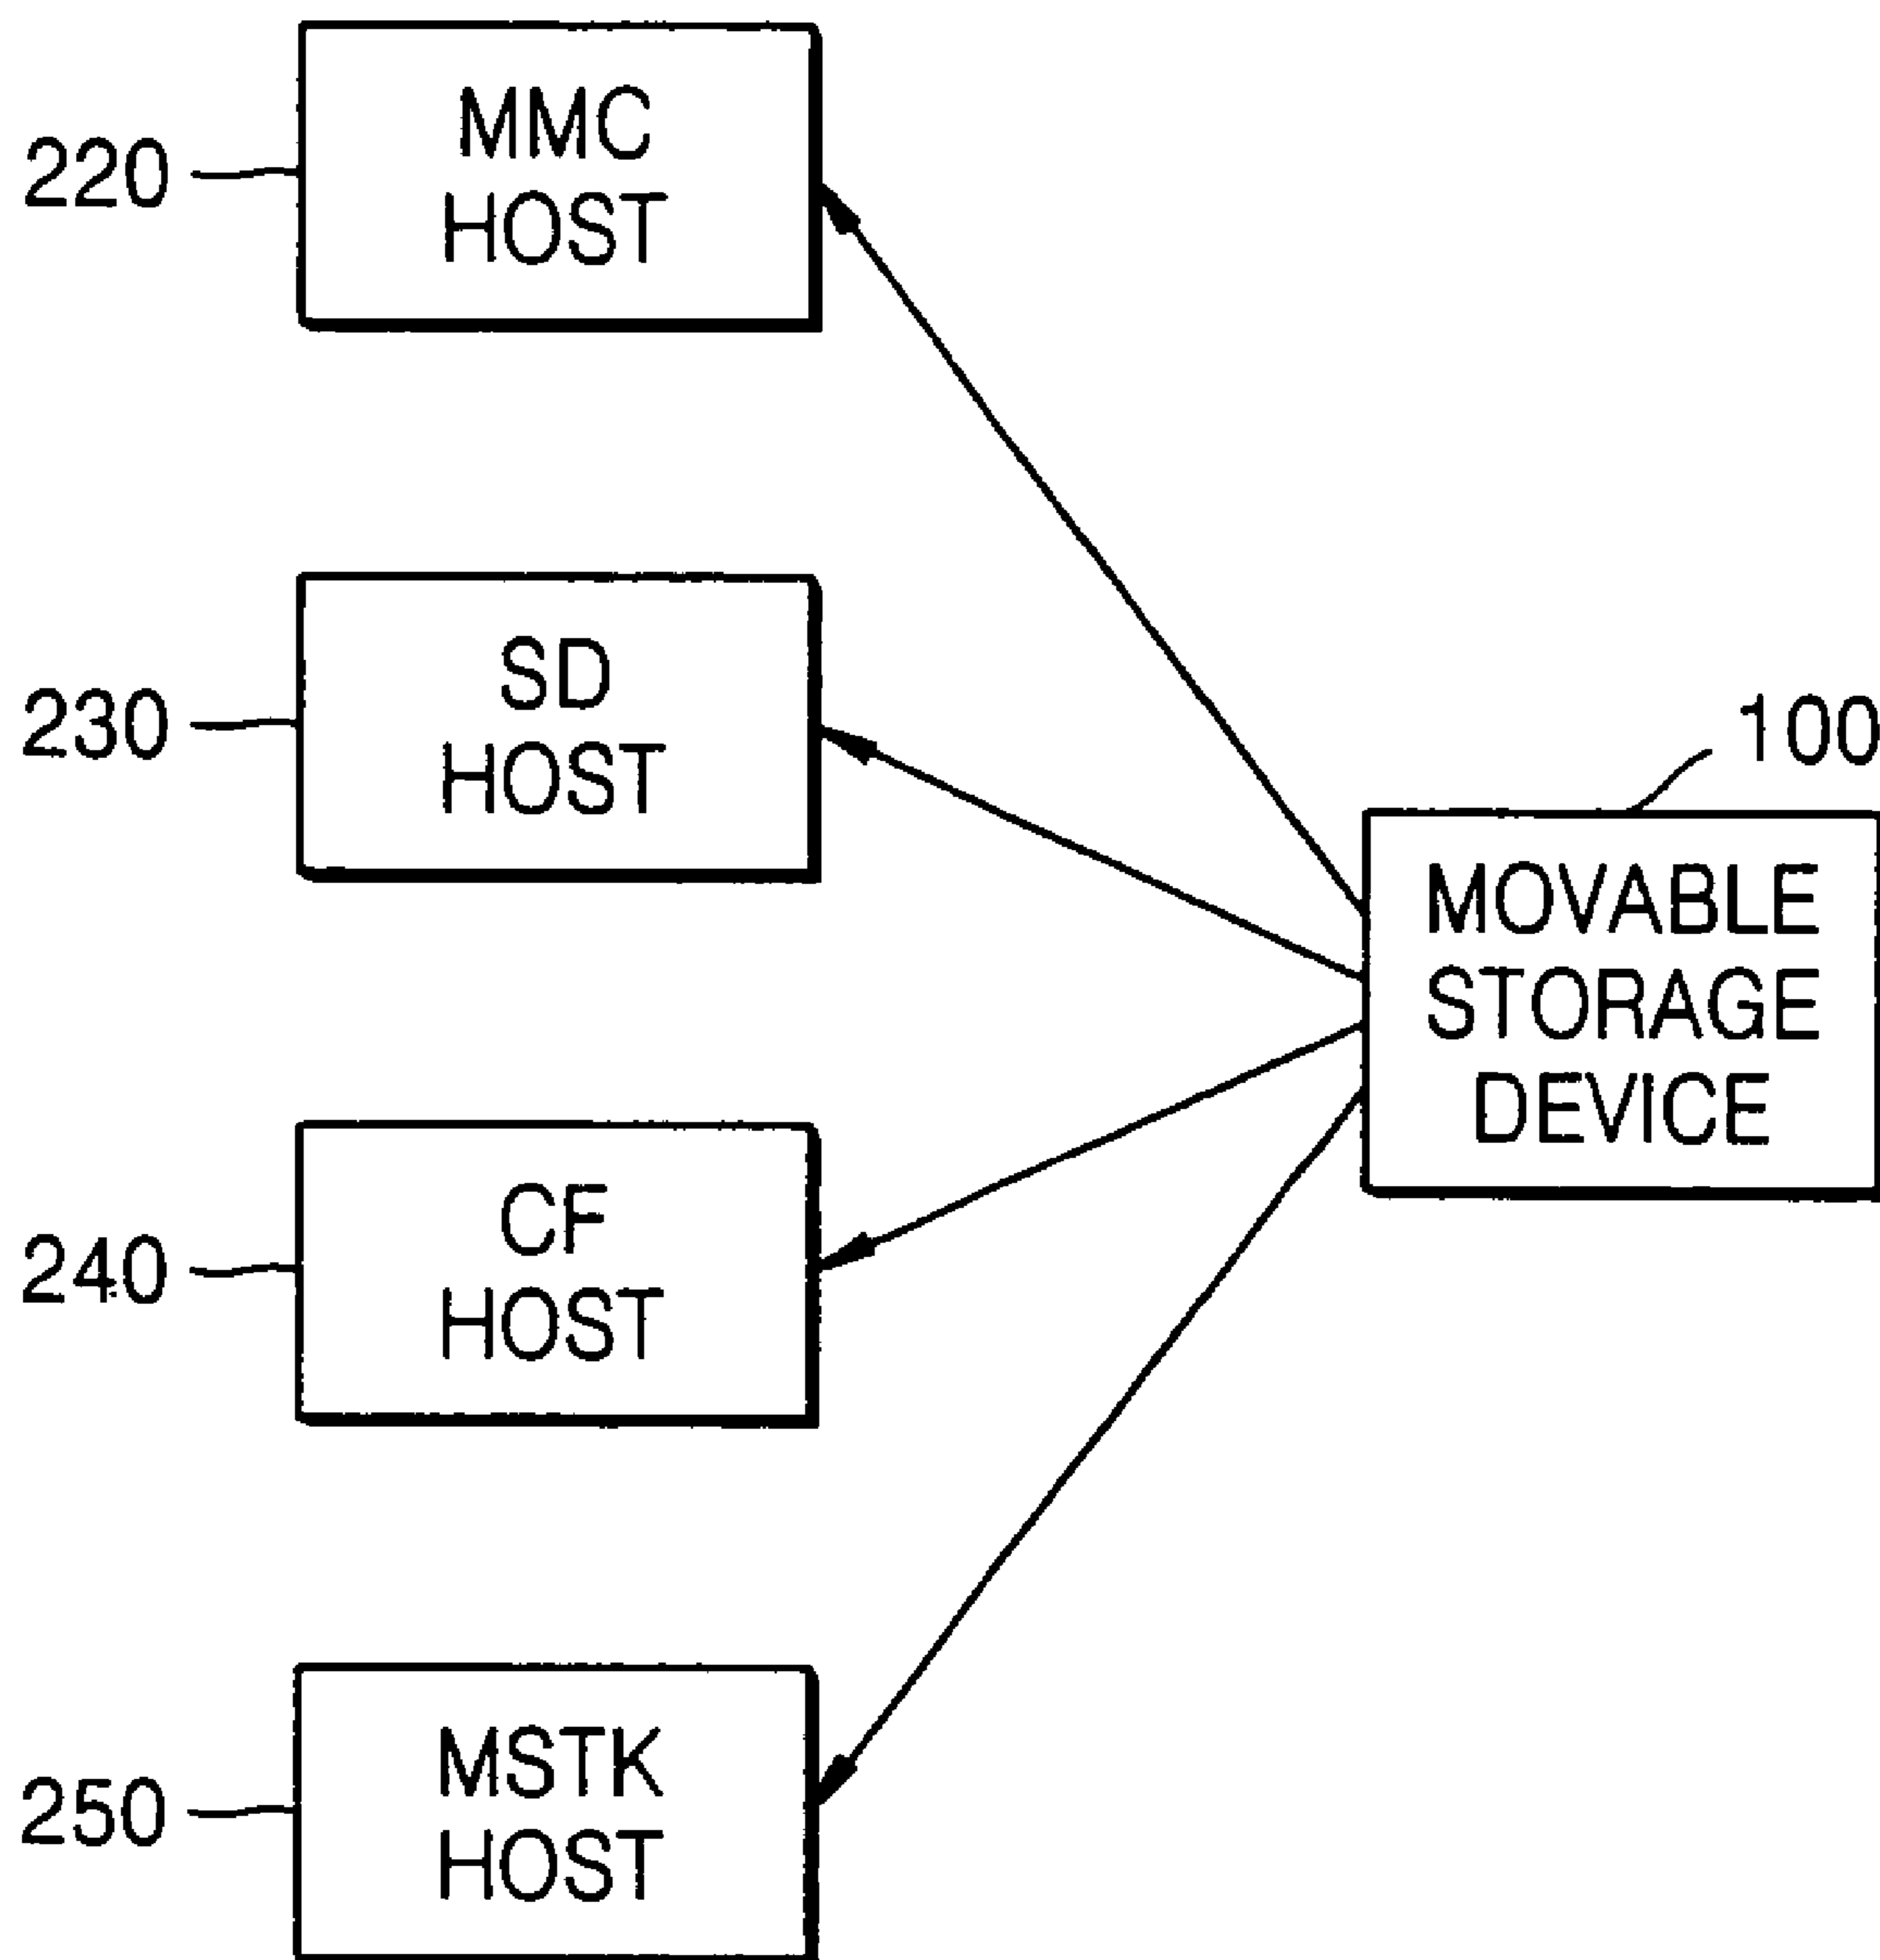 220
MMC
HOST
230
SD
HOST
100
MOVABLE
STORAGE
DEVICE
240
CF
HOST
250
MSTK
HOST